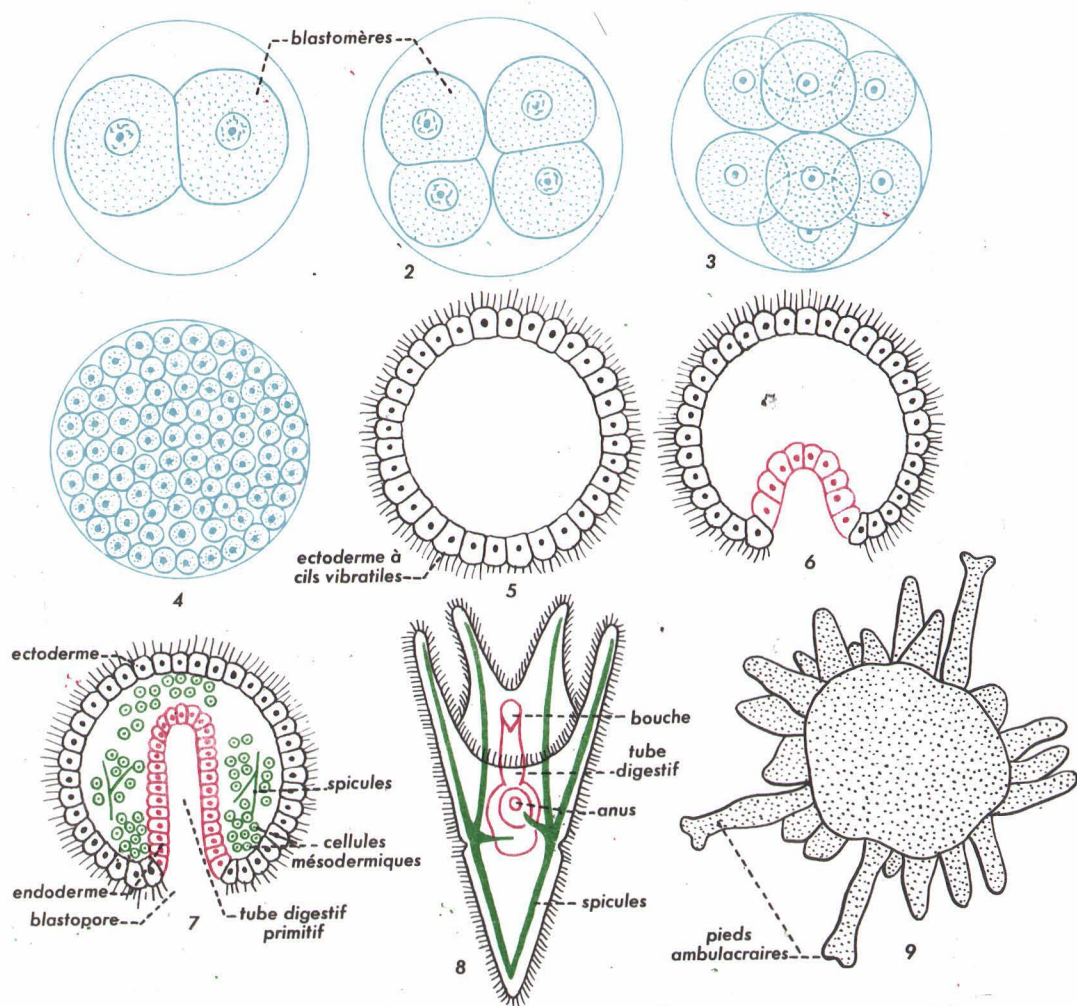 blastomères
2
3
4
ectoderme à
cils vibratiles
5
6
ectoderme
spicules
cellules
mésodermiques
endoderme
blastopore
7
tube digestif
primitif
bouche
tube
digestif
anus
spicules
8
pieds
ambulacraires
9